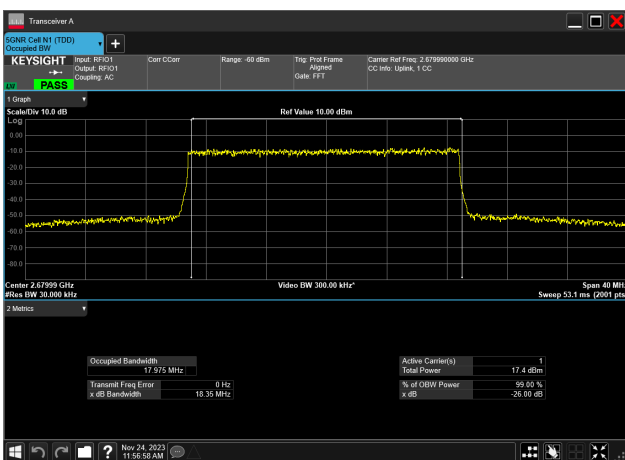 Transceiver A
5GNR Cell N1 (TDD)
Occupied BW
KEYSIGHT
Input: RFIO1
Output: RFIO1
Coupling: AC
Corr CCorr
Range: -60 dBm
Trig: Prot Frame
Aligned
Gate: FFT
Carrier Ref Freq: 2.679990000 GHz
CC Info: Uplink, 1 CC
LXI
PASS
1 Graph
Scale/Div 10.0 dB
Ref Value 10.00 dBm
Log
0.00
-10.0
-20.0
-30.0
-40.0
-50.0
-60.0
-70.0
-80.0
Center 2.67999 GHz
Video BW 300.00 kHz*
Span 40 MHz
#Res BW 30.000 kHz
Sweep 53.1 ms (2001 pts
2 Metrics
Occupied Bandwidth
17.975 MHz
Transmit Freq Error 0 Hz
x dB Bandwidth 18.35 MHz
Active Carrier(s) 1
Total Power 17.4 dBm
% of OBW Power 99.00 %
x dB -26.00 dB
Nov 24, 2023
11:56:58 AM